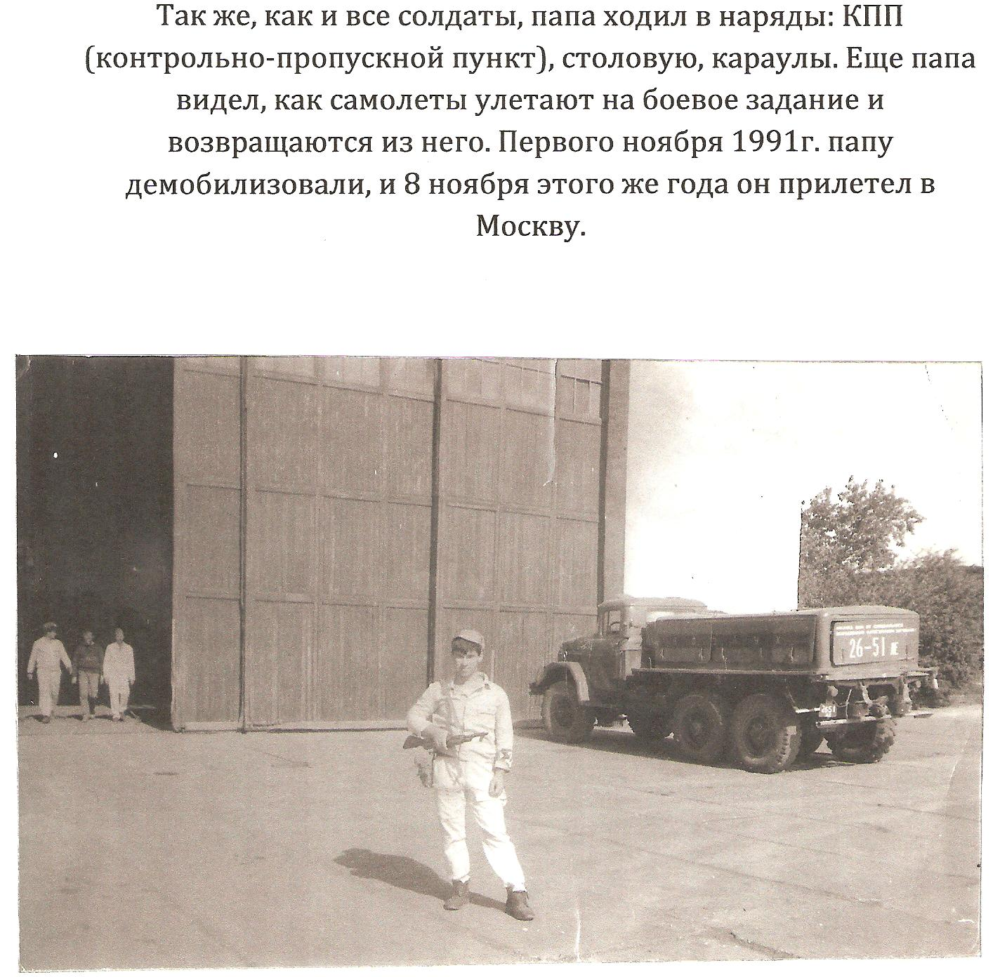 Так же, как и все солдаты, папа ходил в наряды: КПП
(контрольно-пропускной пункт), столовую, караулы. Еще папа
видел, как самолеты улетают на боевое задание и
возвращаются из него. Первого ноября 1991г. папу
демобилизовали, и 8 ноября этого же года он прилетел в
Москву.
26-51
2651